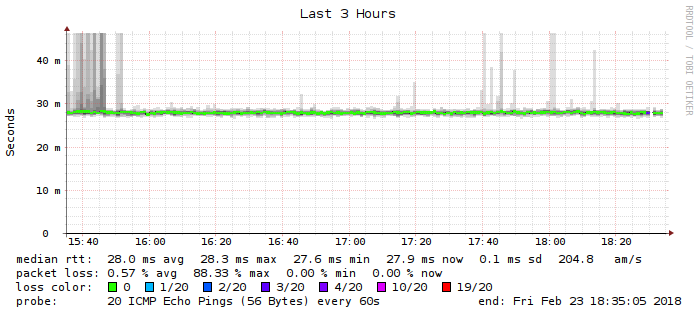 Last 3 Hours
RRDTOOL / TOBI OETIKER
Seconds
40 m
30 m
20 m
10 m
0
15:40 16:00 16:20 16:40 17:00 17:20 17:40 18:00 18:20
median rtt: 28.0 ms avg 28.3 ms max 27.6 ms min 27.9 ms now 0.1 ms sd 204.8 am/s
packet loss: 0.57 % avg 88.33 % max 0.00 % min 0.00 % now
loss color: 0 1/20 2/20 3/20 4/20 10/20 19/20
probe: 20 ICMP Echo Pings (56 Bytes) every 60s end: Fri Feb 23 18:35:05 2018